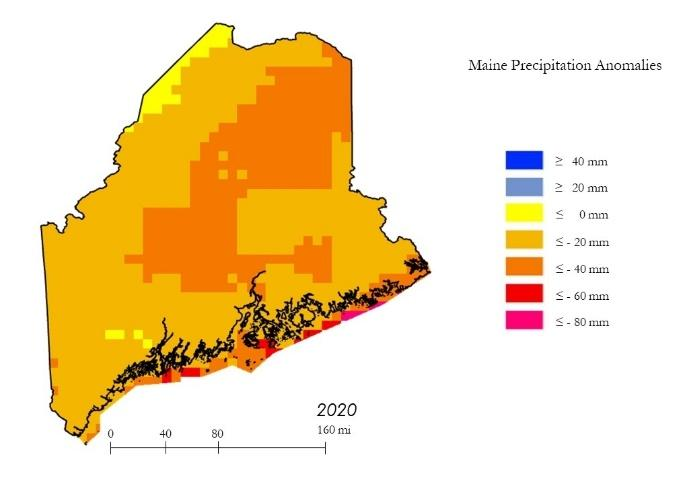 Maine Precipitation Anomalies
≥ 40 mm
≥ 20 mm
≤ 0 mm
≤ - 20 mm
≤ - 40 mm
≤ - 60 mm
≤ - 80 mm
2020
0 40 80 160 mi